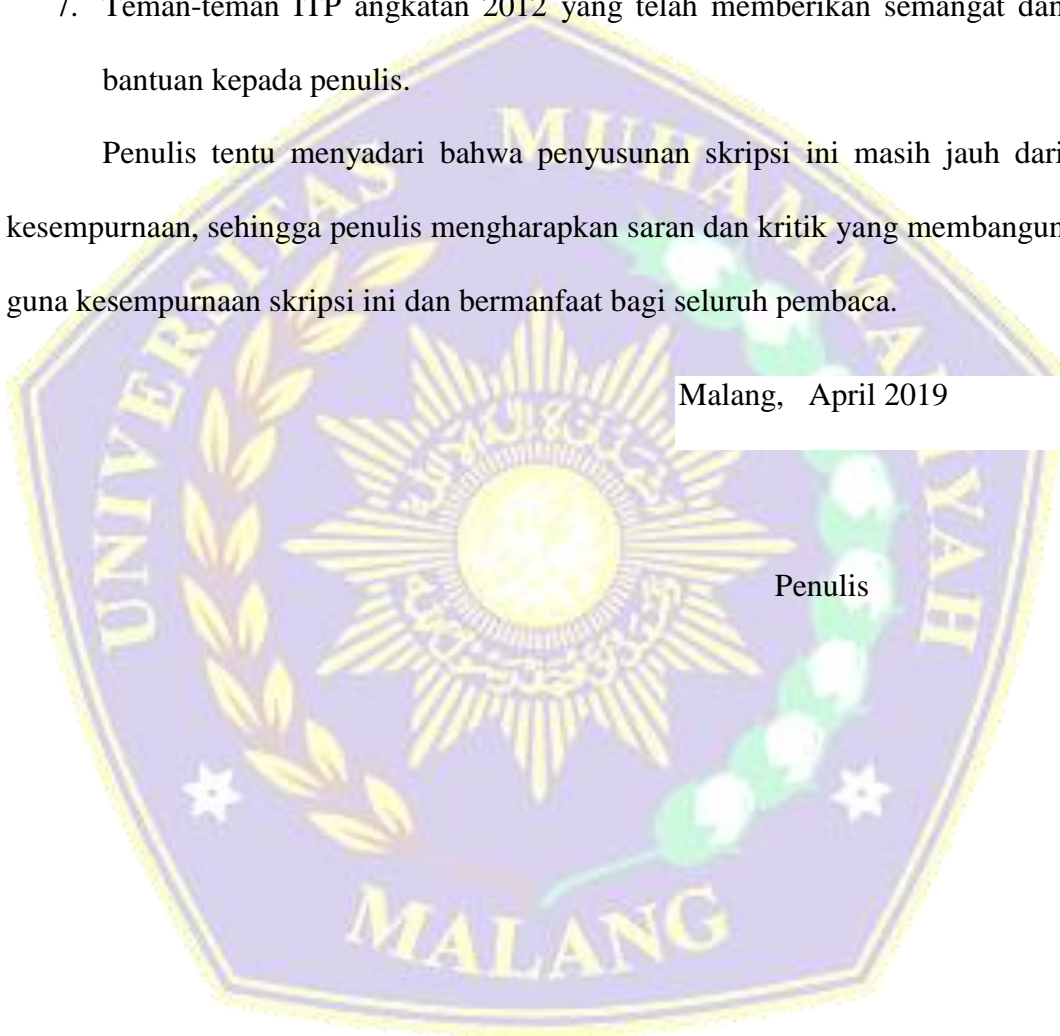 7. Teman-teman ITP angkatan 2012 yang telah memberikan semangat dan
bantuan kepada penulis.
Penulis tentu menyadari bahwa penyusunan skripsi ini masih jauh dari
kesempurnaan, sehingga penulis mengharapkan saran dan kritik yang membangun
guna kesempurnaan skripsi ini dan bermanfaat bagi seluruh pembaca.
Malang, April 2019
Penulis
UNIVERSITAS MUHAMMADIYAH
MALANG